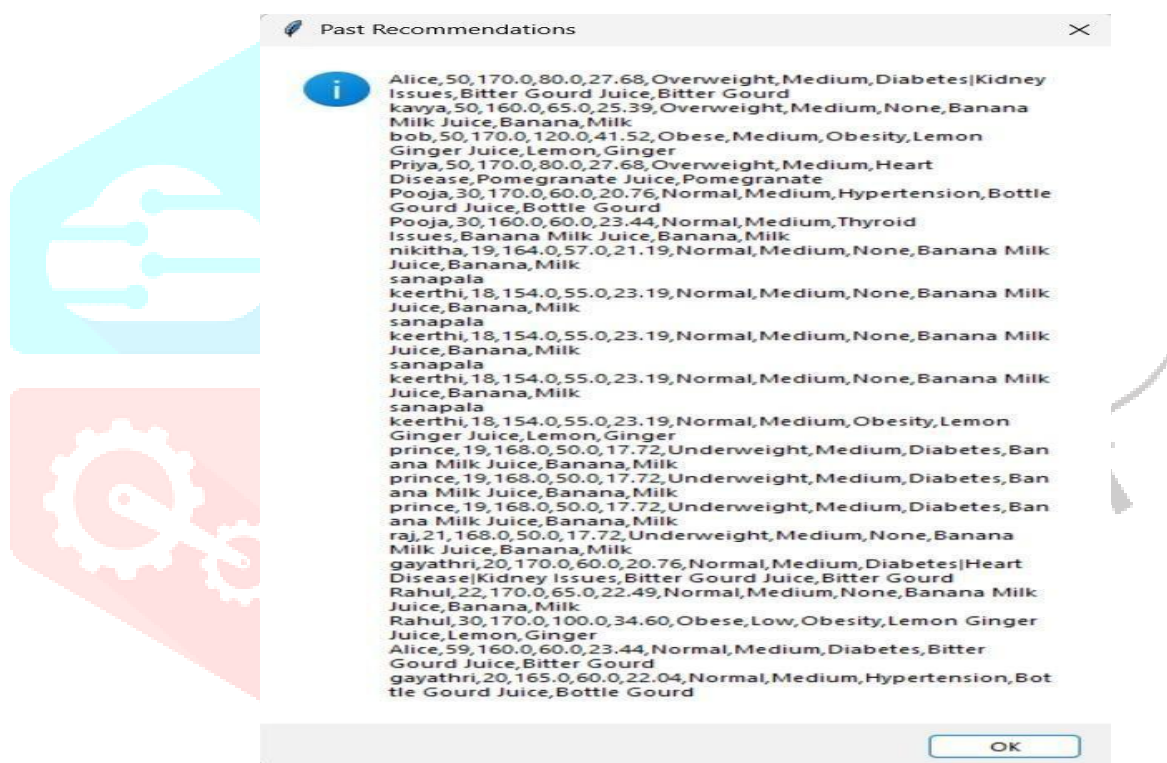 Past Recommendations
Alice,50,170.0,80.0,27.68,Overweight,Medium,Diabetes|Kidney
Issues,Bitter Gourd Juice,Bitter Gourd
kavya,50,160.0,65.0,25.39,Overweight,Medium,None,Banana
Milk Juice,Banana,Milk
bob,50,170.0,120.0,41.52,Obese,Medium,Obesity,Lemon
Ginger Juice,Lemon,Ginger
Priya,50,170.0,80.0,27.68,Overweight,Medium,Heart
Disease,Pomegranate Juice,Pomegranate
Pooja,30,170.0,60.0,20.76,Normal,Medium,Hypertension,Bottle
Gourd Juice,Bottle Gourd
Pooja,30,160.0,60.0,23.44,Normal,Medium,Thyroid
Issues,Banana Milk Juice,Banana,Milk
nikitha,19,164.0,57.0,21.19,Normal,Medium,None,Banana Milk
Juice,Banana,Milk
sanapala
keerthi,18,154.0,55.0,23.19,Normal,Medium,None,Banana Milk
Juice,Banana,Milk
sanapala
keerthi,18,154.0,55.0,23.19,Normal,Medium,None,Banana Milk
Juice,Banana,Milk
sanapala
keerthi,18,154.0,55.0,23.19,Normal,Medium,None,Banana Milk
Juice,Banana,Milk
sanapala
keerthi,18,154.0,55.0,23.19,Normal,Medium,Obesity,Lemon
Ginger Juice,Lemon,Ginger
prince,19,168.0,50.0,17.72,Underweight,Medium,Diabetes,Ban
ana Milk Juice,Banana,Milk
prince,19,168.0,50.0,17.72,Underweight,Medium,Diabetes,Ban
ana Milk Juice,Banana,Milk
prince,19,168.0,50.0,17.72,Underweight,Medium,Diabetes,Ban
ana Milk Juice,Banana,Milk
raj,21,168.0,50.0,17.72,Underweight,Medium,None,Banana
Milk Juice,Banana,Milk
gayathri,20,170.0,60.0,20.76,Normal,Medium,Diabetes|Heart
Disease|Kidney Issues,Bitter Gourd Juice,Bitter Gourd
Rahul,22,170.0,65.0,22.49,Normal,Medium,None,Banana Milk
Juice,Banana,Milk
Rahul,30,170.0,100.0,34.60,Obese,Low,Obesity,Lemon Ginger
Juice,Lemon,Ginger
Alice,59,160.0,60.0,23.44,Normal,Medium,Diabetes,Bitter
Gourd Juice,Bitter Gourd
gayathri,20,165.0,60.0,22.04,Normal,Medium,Hypertension,Bot
tle Gourd Juice,Bottle Gourd
OK